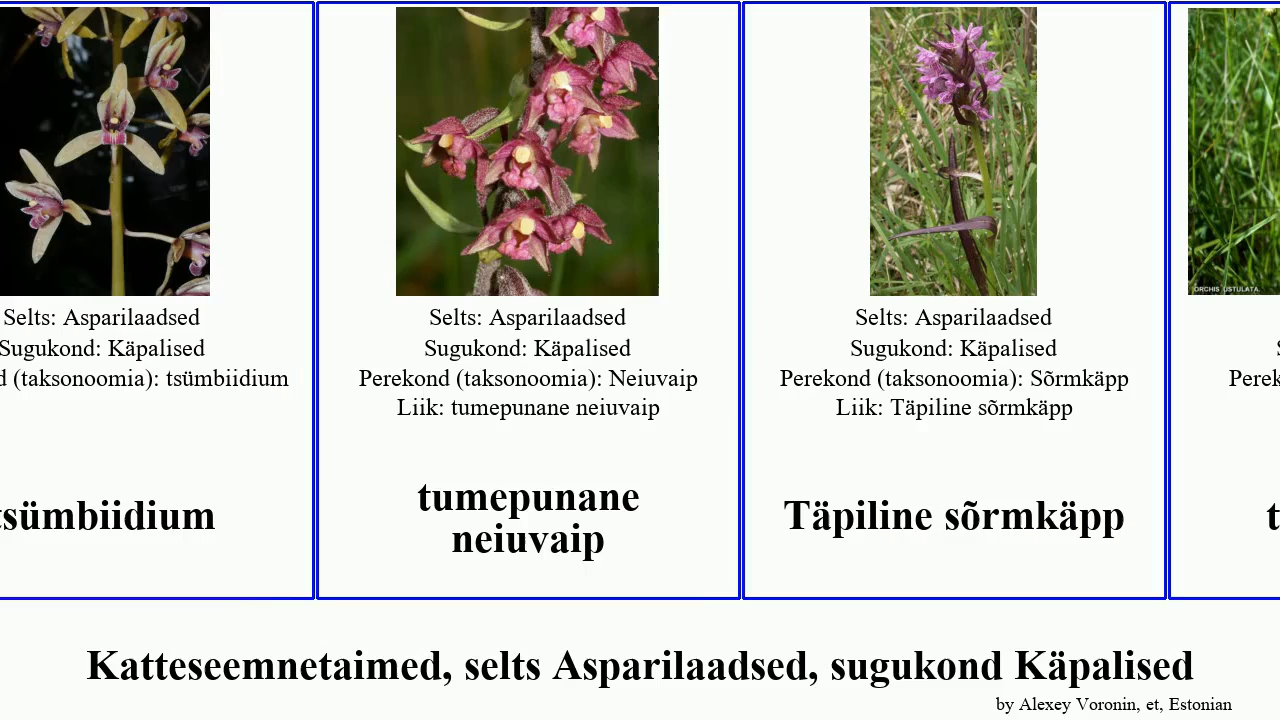 Selts: Asparilaadsed
Sugukond: Käpalised
(taksonoomia): tsümbiidium
tsümbiidium
Selts: Asparilaadsed
Sugukond: Käpalised
Perekond (taksonoomia): Neiuvaip
Liik: tumepunane neiuvaip
tumepunane
neiuvaip
Selts: Asparilaadsed
Sugukond: Käpalised
Perekond (taksonoomia): Sõrmkäpp
Liik: Täpiline sõrmkäpp
Täpiline sõrmkäpp
ORCHIS USTULATA
Katteseemnetaimed, selts Asparilaadsed, sugukond Käpalised
by Alexey Voronin, et, Estonian